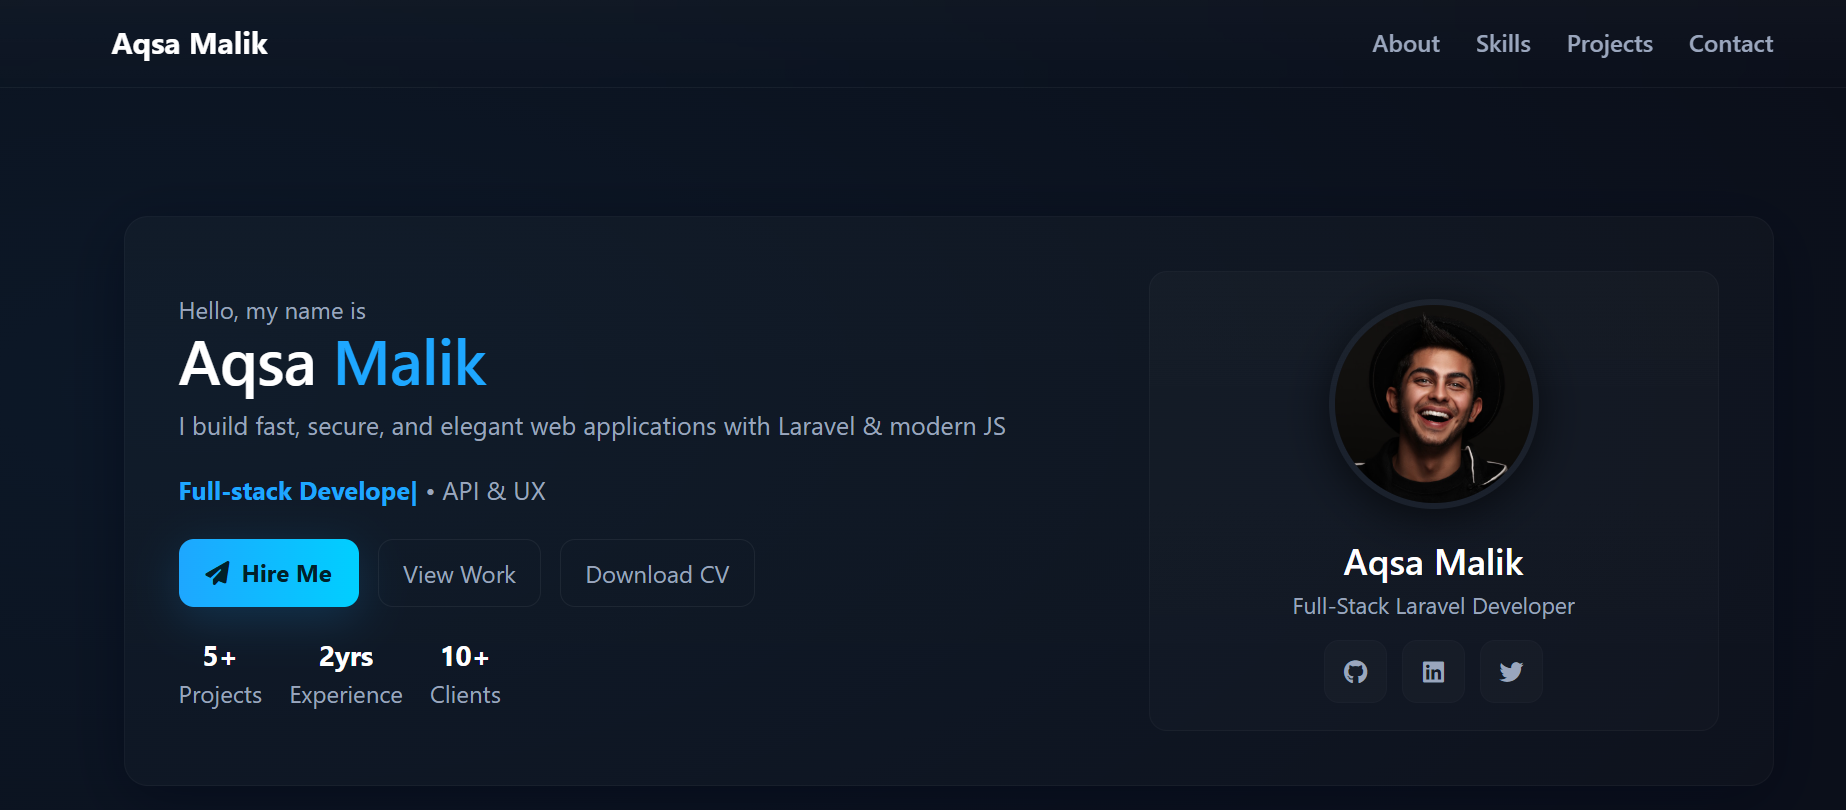 Aqsa Malik
About Skills Projects Contact
Hello, my name is
Aqsa Malik
I build fast, secure, and elegant web applications with Laravel & modern JS
Full-stack Develope| • API & UX
Hire Me View Work Download CV
5+ 2yrs 10+
Projects Experience Clients
Aqsa Malik
Full-Stack Laravel Developer
in